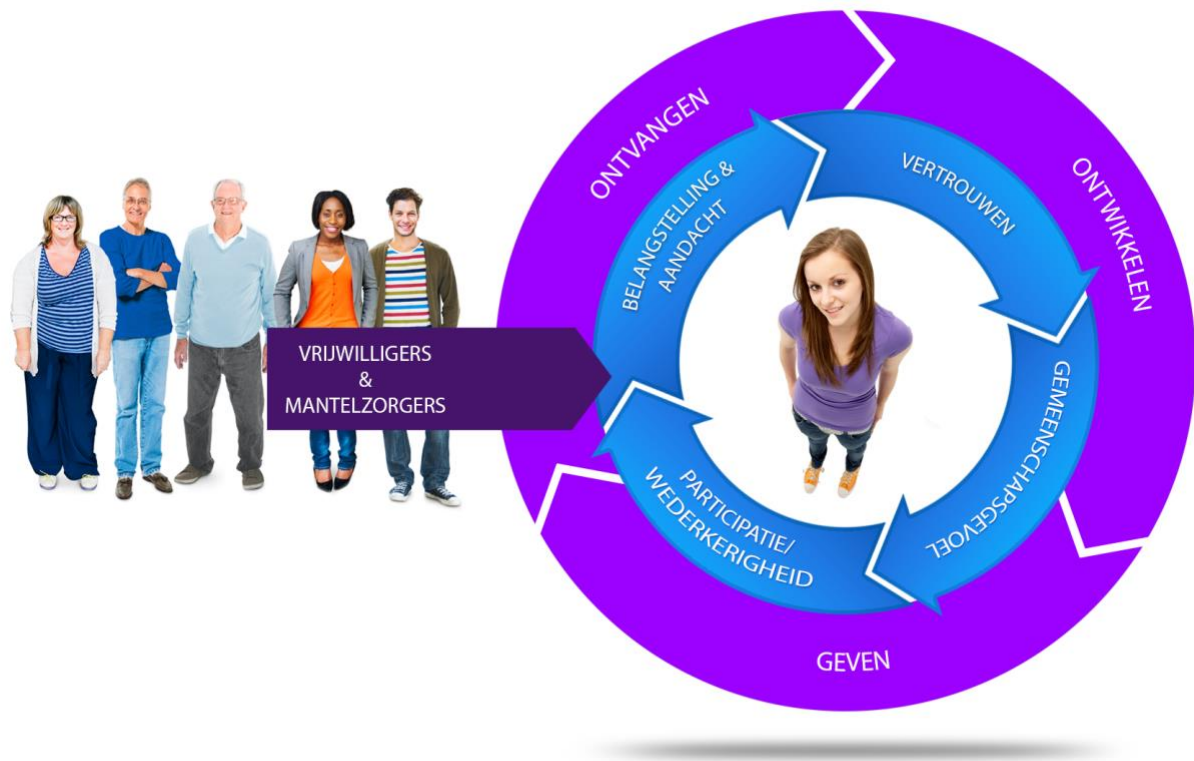 VRIJWILLIGERS
&
MANTELZORGERS
ONTVANGEN
ONTWIKKELEN
GEVEN
BELANGSTELLING &
AANDACHT
VERTROUWEN
GEMEENSCHAPSGEVOEL
PARTICIPATIE/
WEDERKERIGHEID